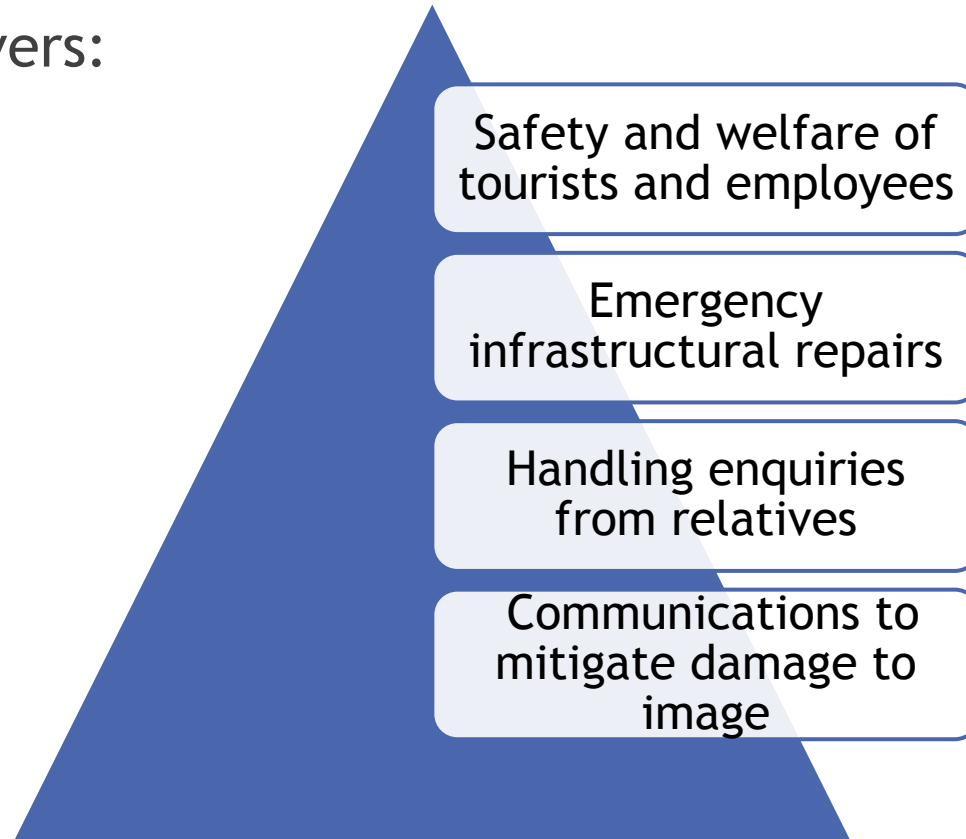 vers:
Safety and welfare of
tourists and employees
Emergency
infrastructural repairs
Handling enquiries
from relatives
Communications to
mitigate damage to
image